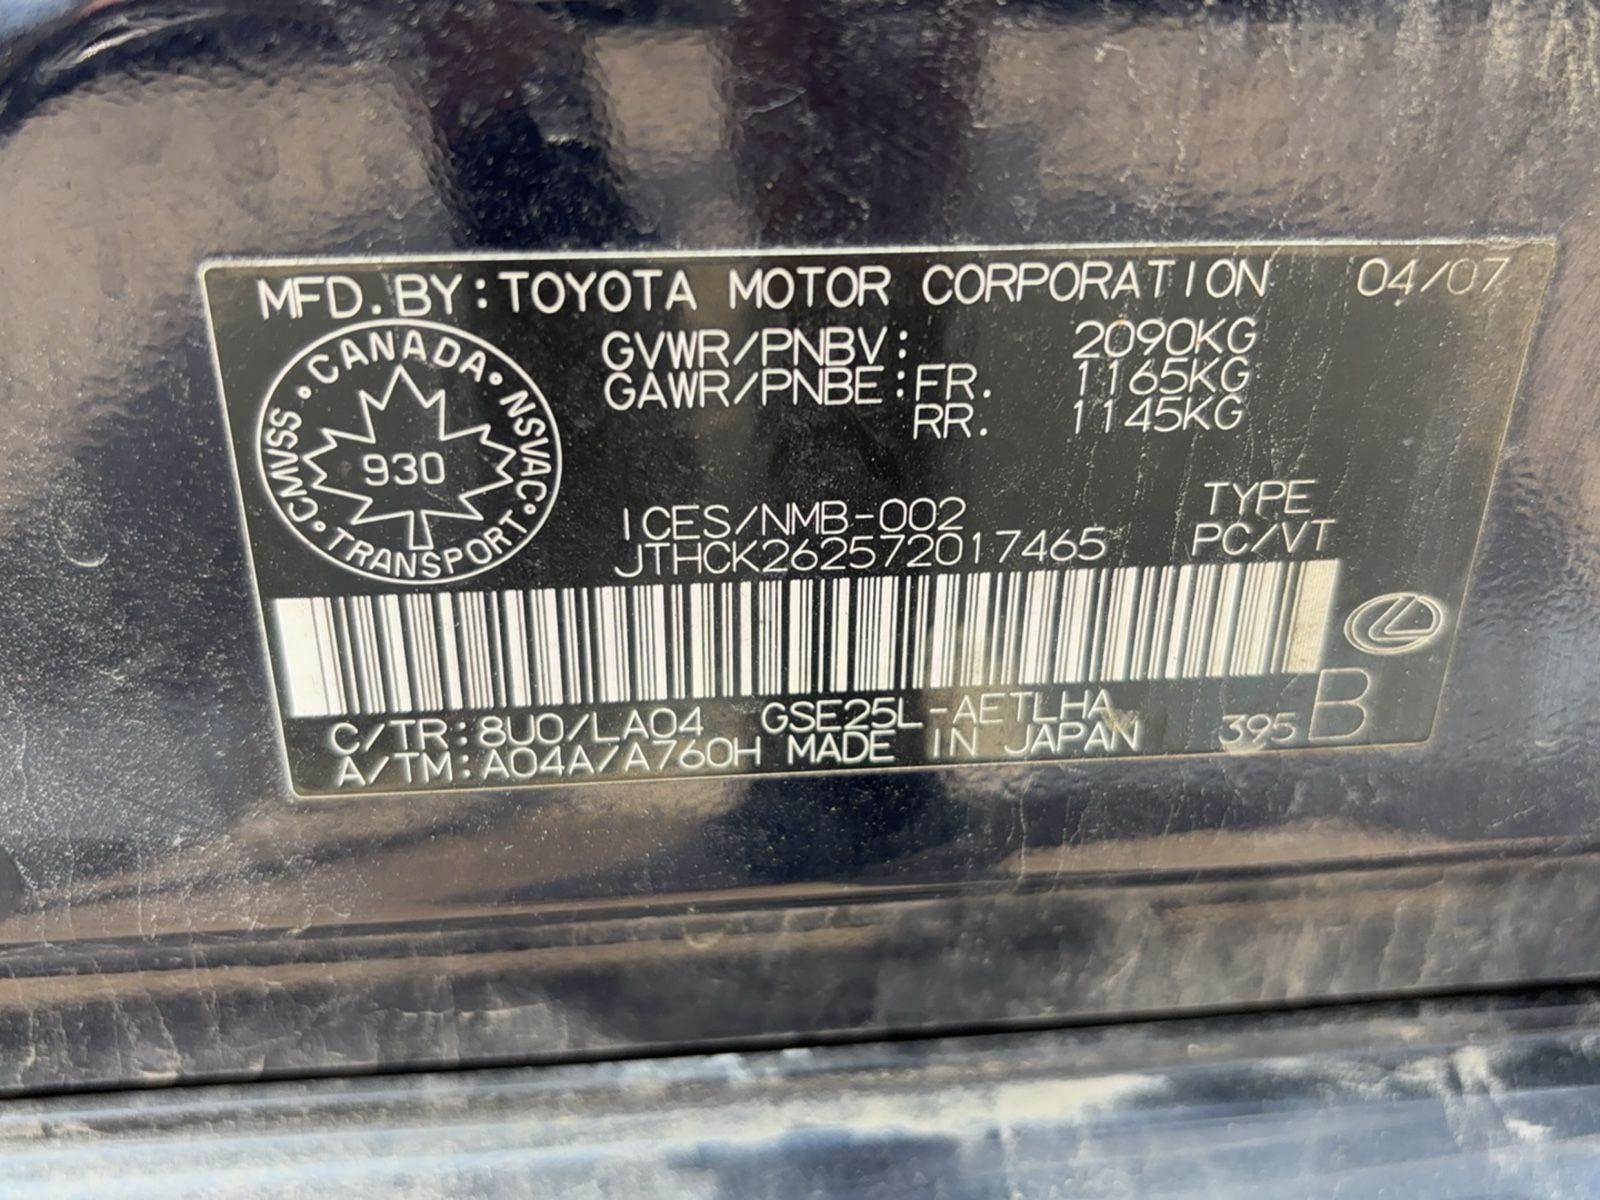 MFD. BY: TOYOTA MOTOR CORPORATION 04/07
GVWR/PNBV: 2090KG
GAWR/PNBE: FR. 1165KG
RR. 1145KG
CMVSS • CANADA • NSVAC • TRANSPORT •
930
ICES/NMB-002
JTHCK262572017465
TYPE
PC/VT
C/TR: 8U0/LA04 GSE25L-AETLHA
A/TM: A04A/A760H MADE IN JAPAN 395 B